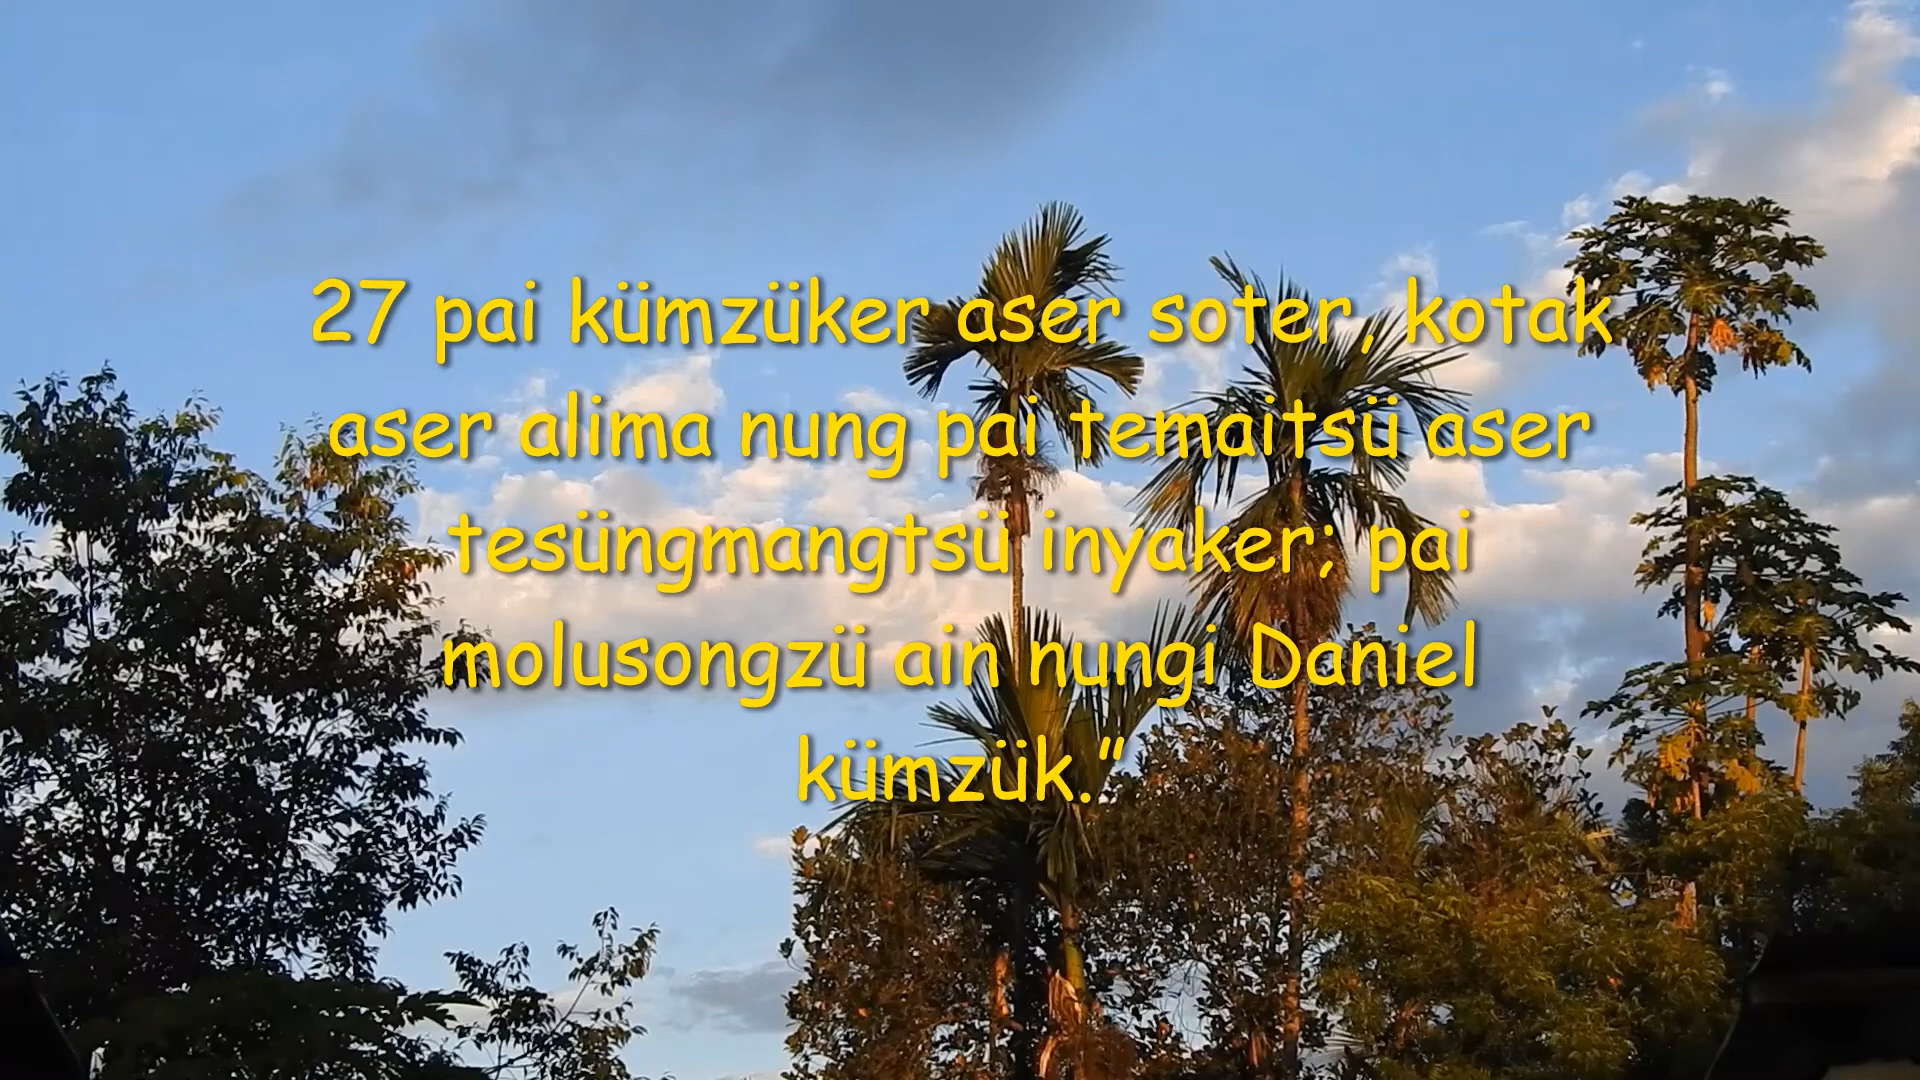 27 pai kümzüker aser soter, kotak
aser alima nung pai temaitsü aser
tesüngmangtsü inyaker; pai
molusongzü ain nungi Daniel
kümzük.”